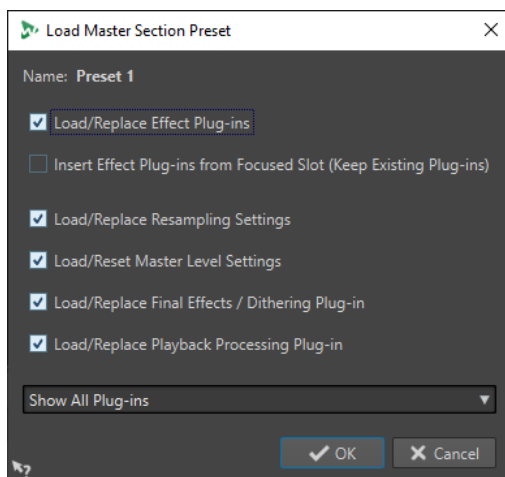 Load Master Section Preset
Name: Preset 1
Load/Replace Effect Plug-ins
Insert Effect Plug-ins from Focused Slot (Keep Existing Plug-ins)
Load/Replace Resampling Settings
Load/Reset Master Level Settings
Load/Replace Final Effects / Dithering Plug-in
Load/Replace Playback Processing Plug-in
Show All Plug-ins
OK Cancel
?